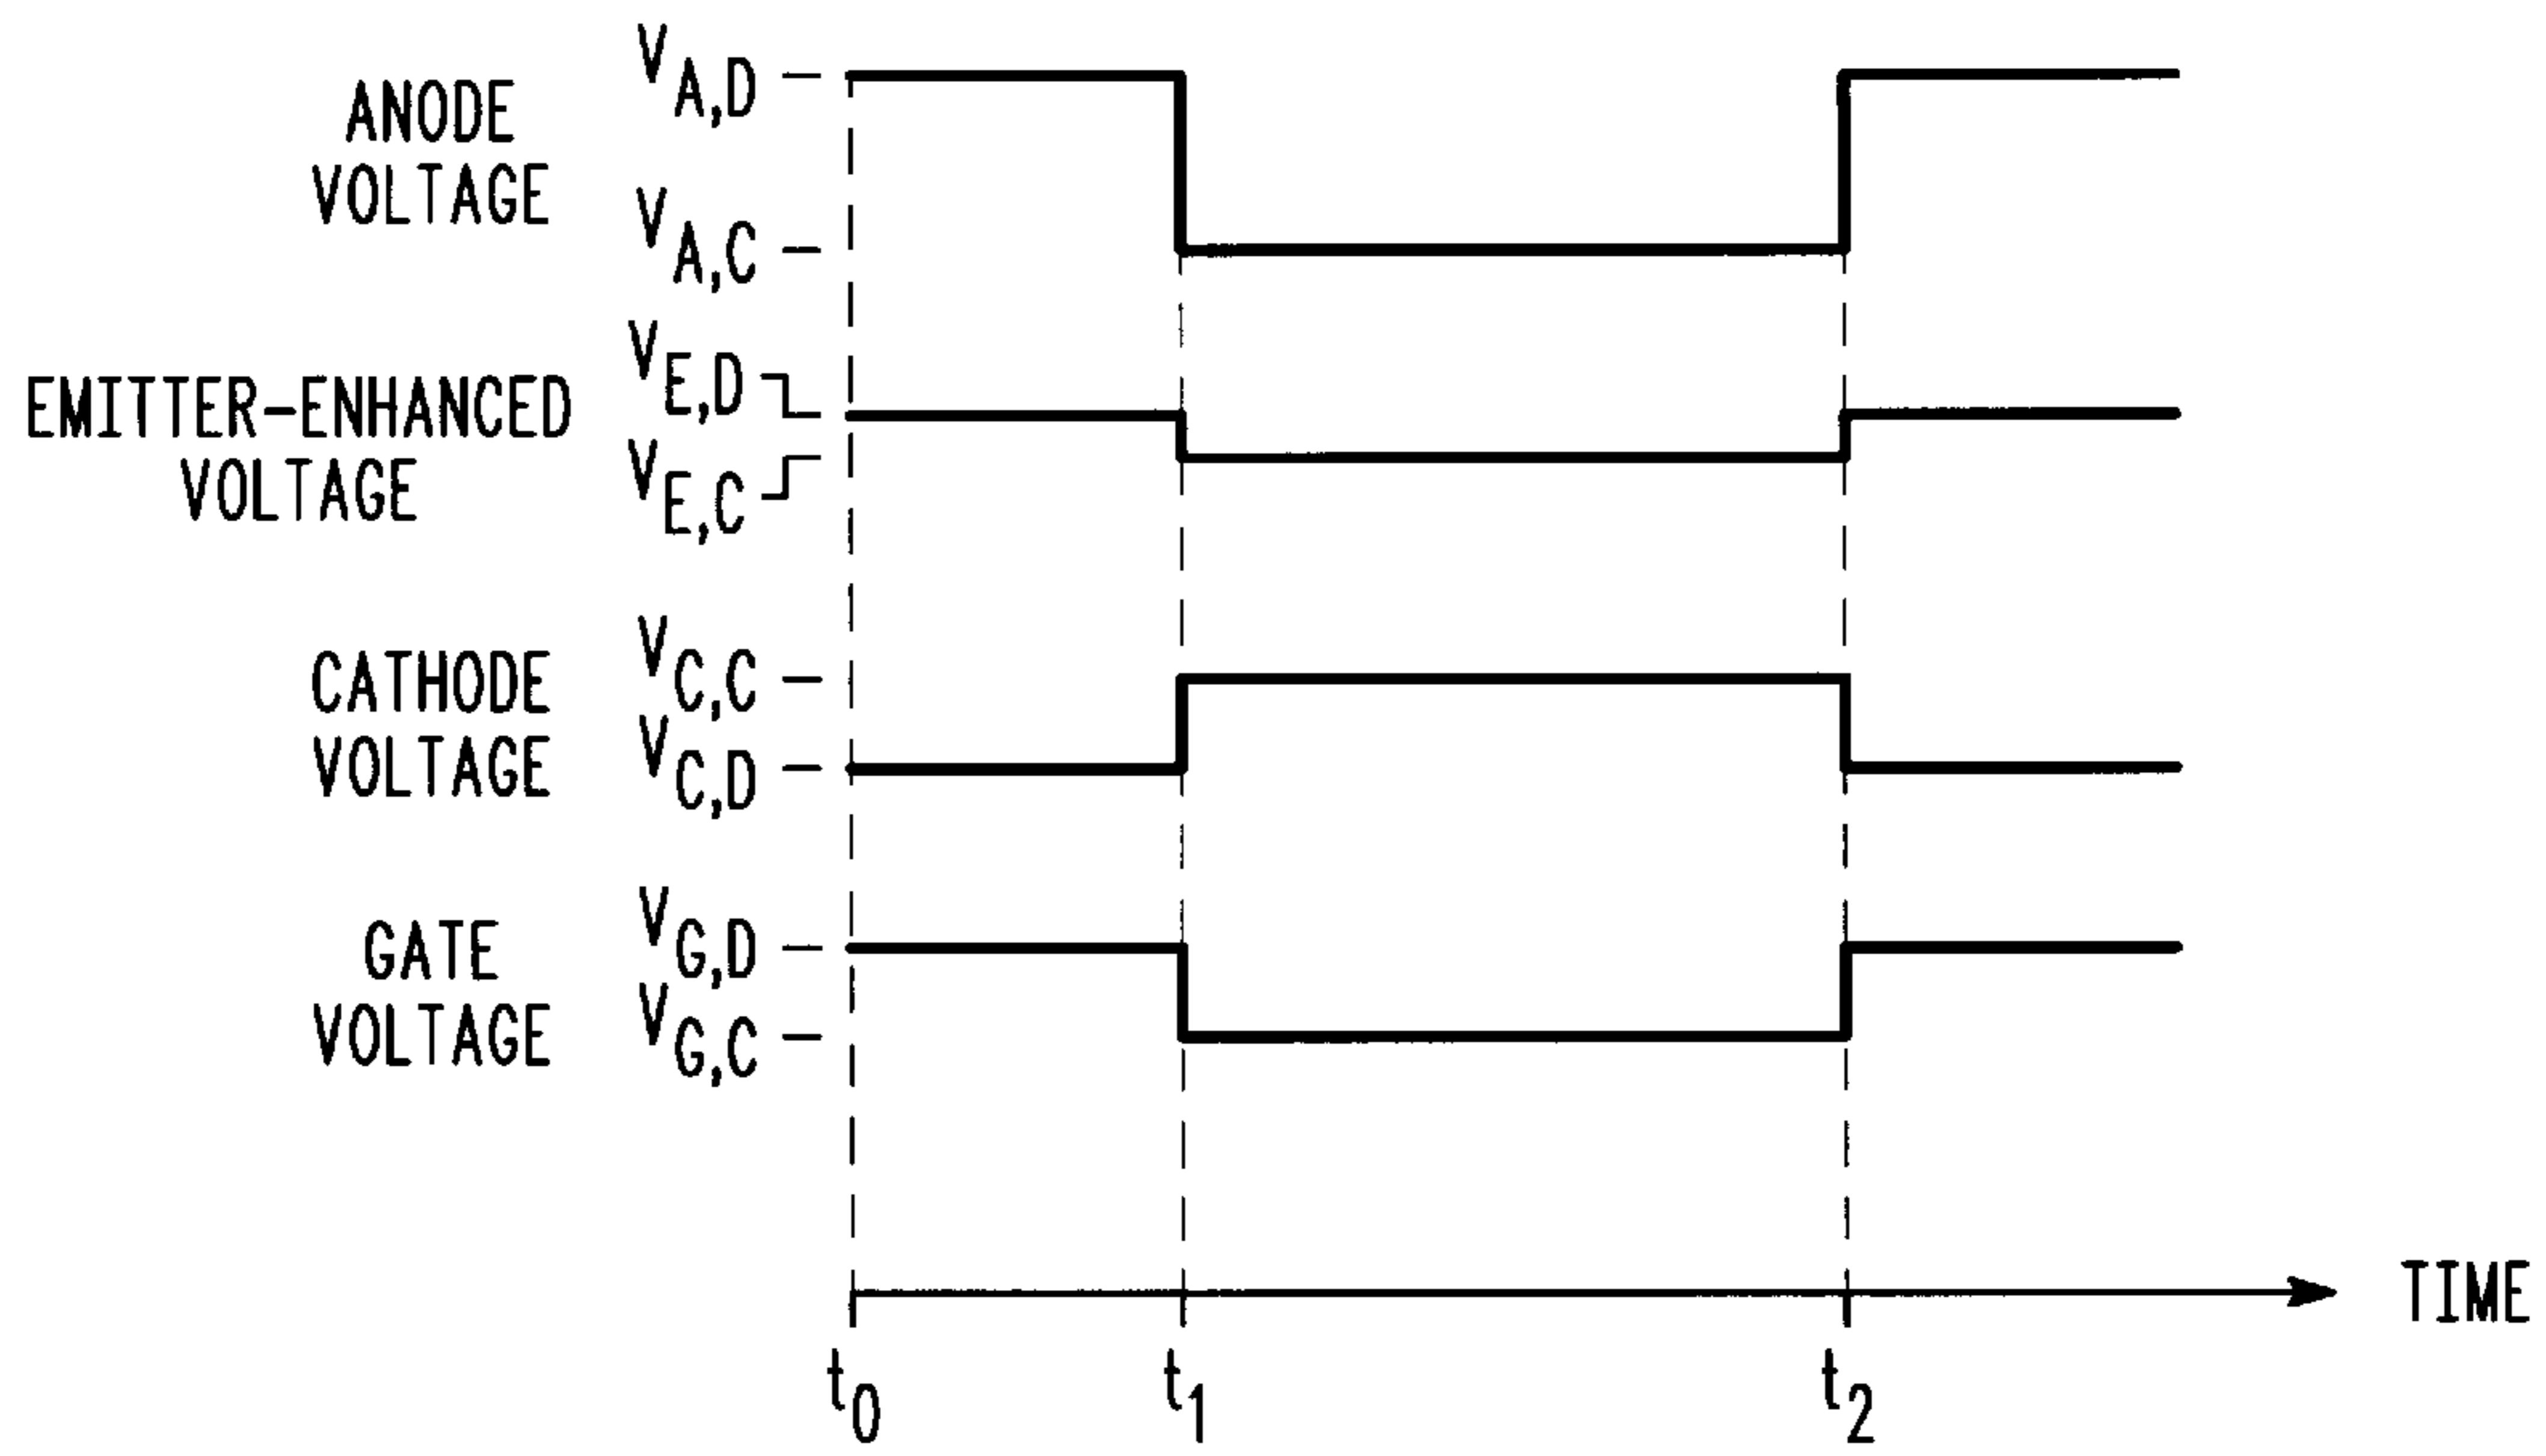 ANODE
VOLTAGE
V_A,D
V_A,C
EMITTER-ENHANCED
VOLTAGE
V_E,D
V_E,C
CATHODE
VOLTAGE
V_C,C
V_C,D
GATE
VOLTAGE
V_G,D
V_G,C
TIME
t_0
t_1
t_2